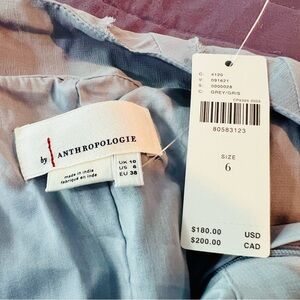 by ANTHROPOLOGIE
made in india
fabriqué en inde
UK 10
US 6
EU 38
C: 4120
V: 091621
S: 0000028
C: GREY/GRIS
80583123
SIZE
6
$180.00 USD
$200.00 CAD